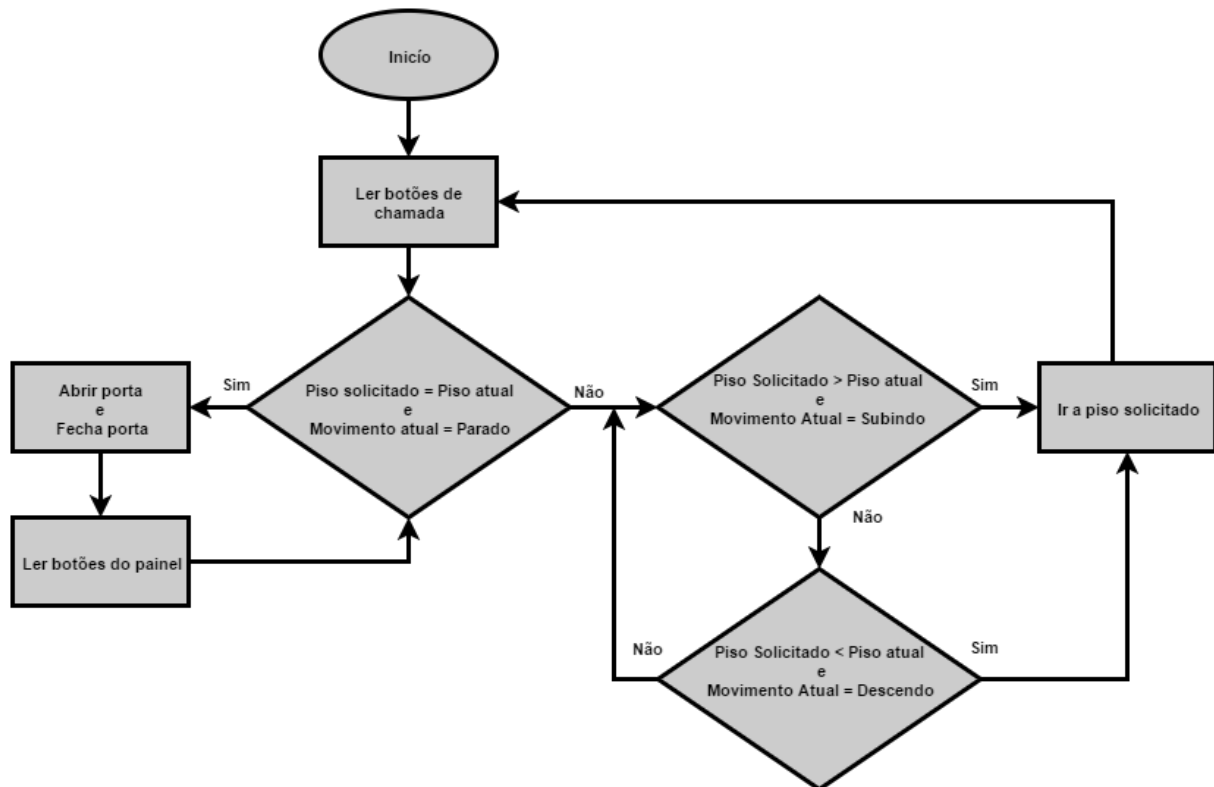 Inicío
Ler botões de
chamada
Piso solicitado = Piso atual
e
Movimento atual = Parado
Sim
Não
Abrir porta
e
Fecha porta
Ler botões do painel
Piso Solicitado > Piso atual
e
Movimento Atual = Subindo
Sim
Não
Ir a piso solicitado
Piso Solicitado < Piso atual
e
Movimento Atual = Descendo
Não
Sim